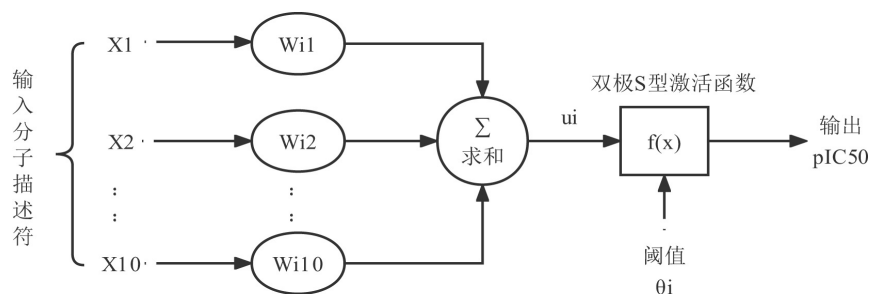 输入分子描述符
X1
Wi1
X2
Wi2
X10
Wi10
Σ
求和
ui
双极S型激活函数
f(x)
阈值
θi
输出
pIC50